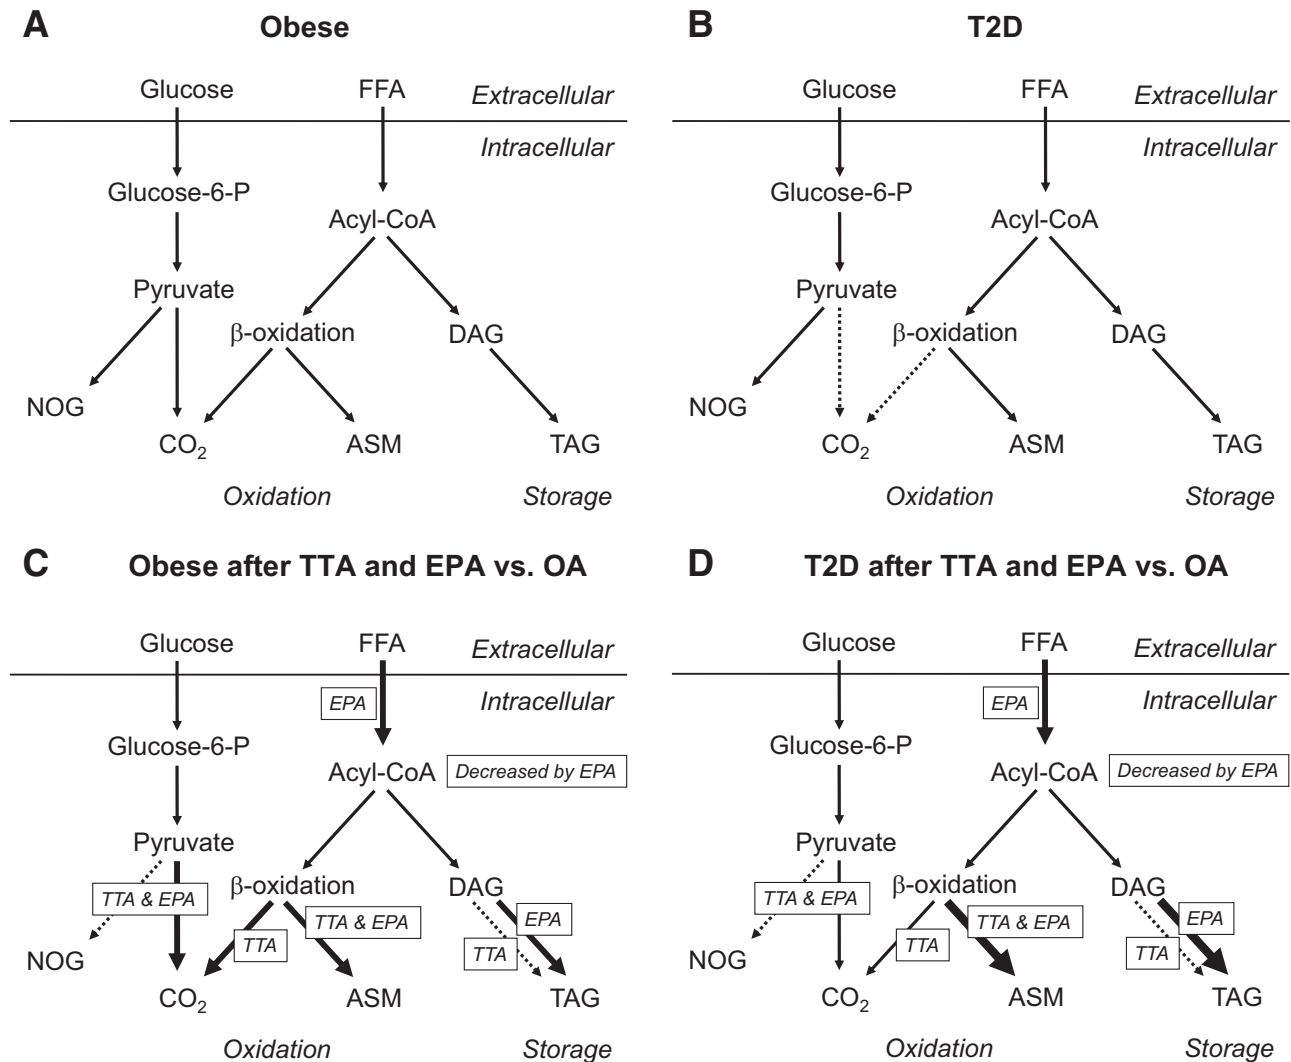 A Obese
Glucose FFA Extracellular
Intracellular
Glucose-6-P
Acyl-CoA
Pyruvate
β-oxidation DAG
NOG
CO₂ ASM TAG
Oxidation Storage
B T2D
Glucose FFA Extracellular
Intracellular
Glucose-6-P
Acyl-CoA
Pyruvate
β-oxidation DAG
NOG
CO₂ ASM TAG
Oxidation Storage
C Obese after TTA and EPA vs. OA
Glucose FFA Extracellular
EPA Intracellular
Glucose-6-P
Acyl-CoA Decreased by EPA
Pyruvate
β-oxidation DAG
TTA & EPA TTA & EPA EPA
TTA TTA
NOG
CO₂ ASM TAG
Oxidation Storage
D T2D after TTA and EPA vs. OA
Glucose FFA Extracellular
EPA Intracellular
Glucose-6-P
Acyl-CoA Decreased by EPA
Pyruvate
β-oxidation DAG
TTA & EPA TTA & EPA EPA
TTA TTA
NOG
CO₂ ASM TAG
Oxidation Storage